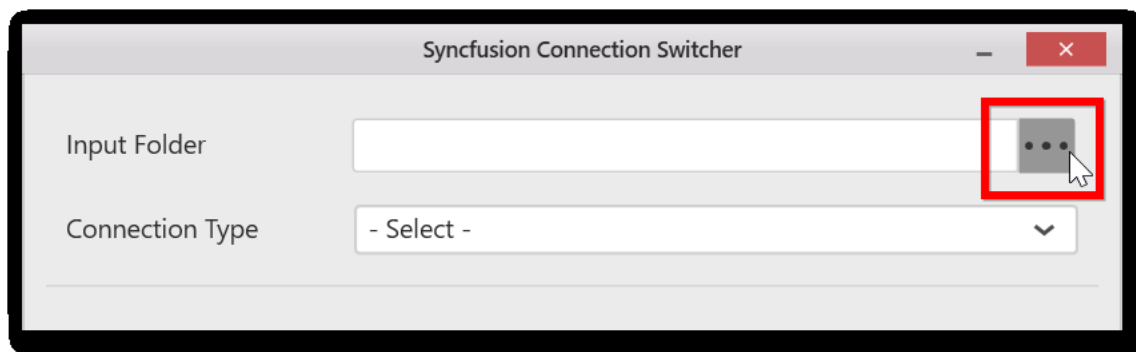 Syncfusion Connection Switcher
Input Folder
Connection Type - Select -